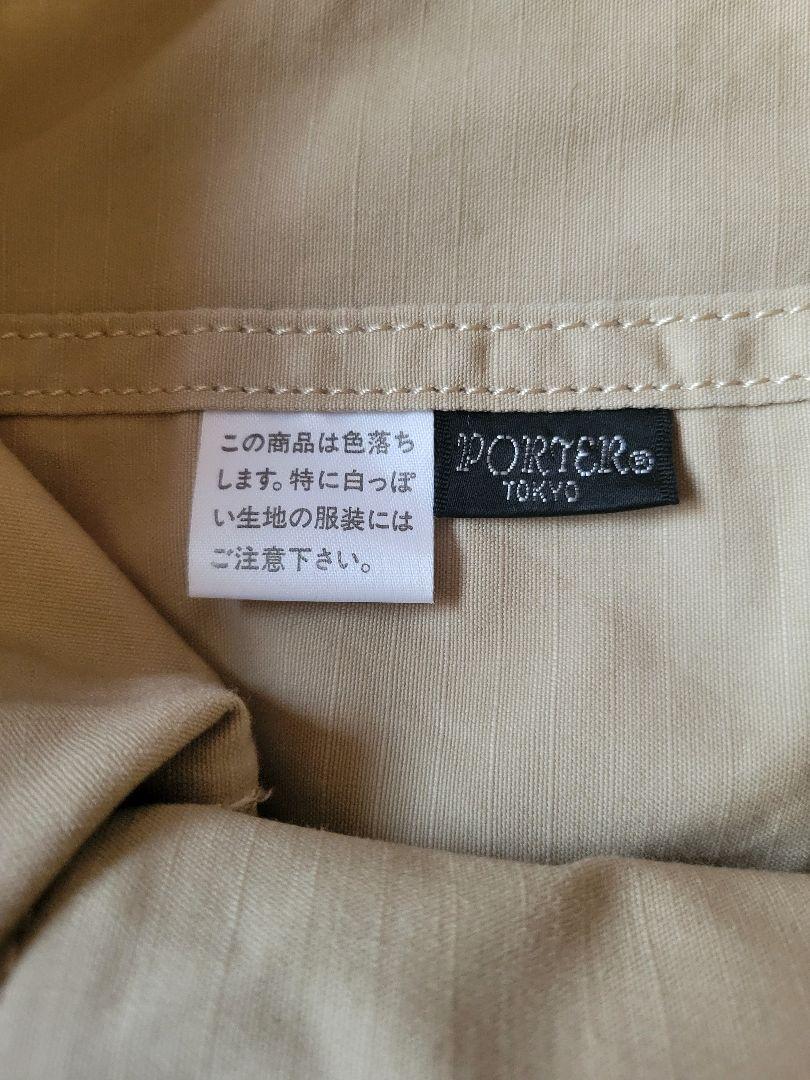 この商品は色落ち
します。特に白っぽ
い生地の服装には
ご注意下さい。
PORTER®
TOKYO